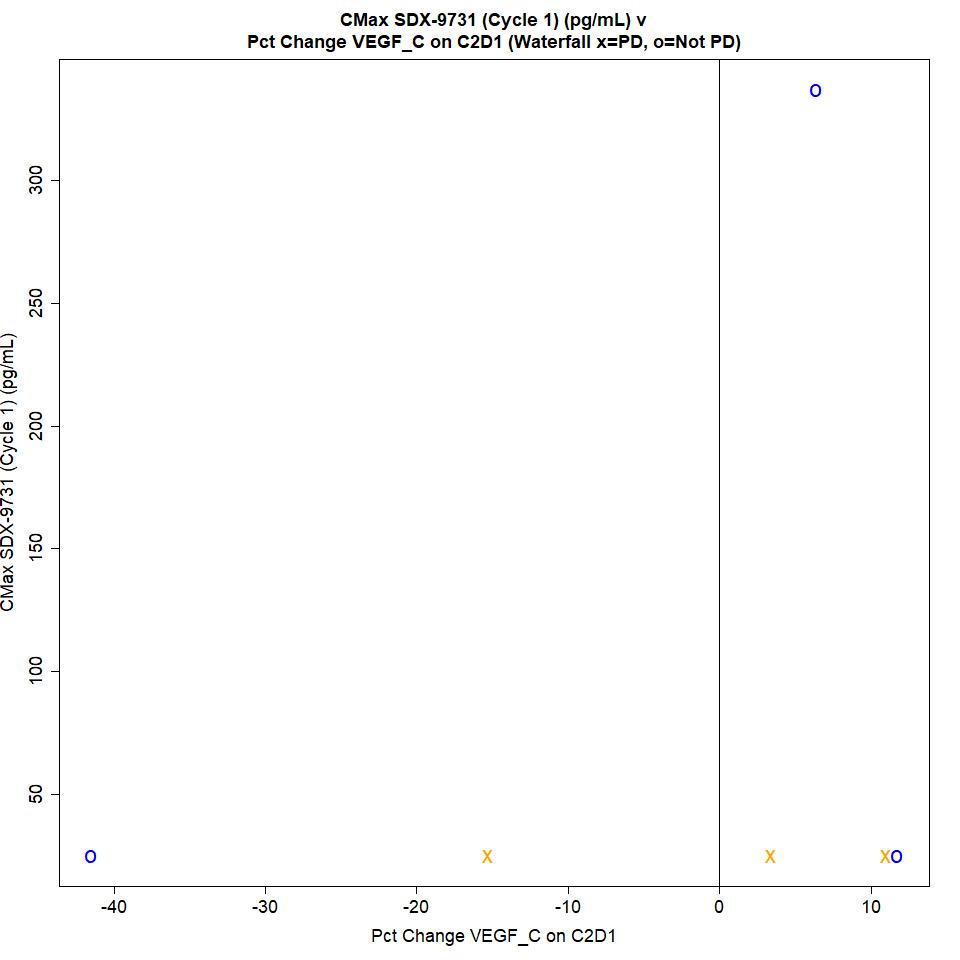 CMax SDX-9731 (Cycle 1) (pg/mL) v
Pct Change VEGF_C on C2D1 (Waterfall x=PD, o=Not PD)
CMax SDX-9731 (Cycle 1) (pg/mL)
300
250
200
150
100
50
o
o
x
x
x
o
-40
-30
-20
-10
0
10
Pct Change VEGF_C on C2D1